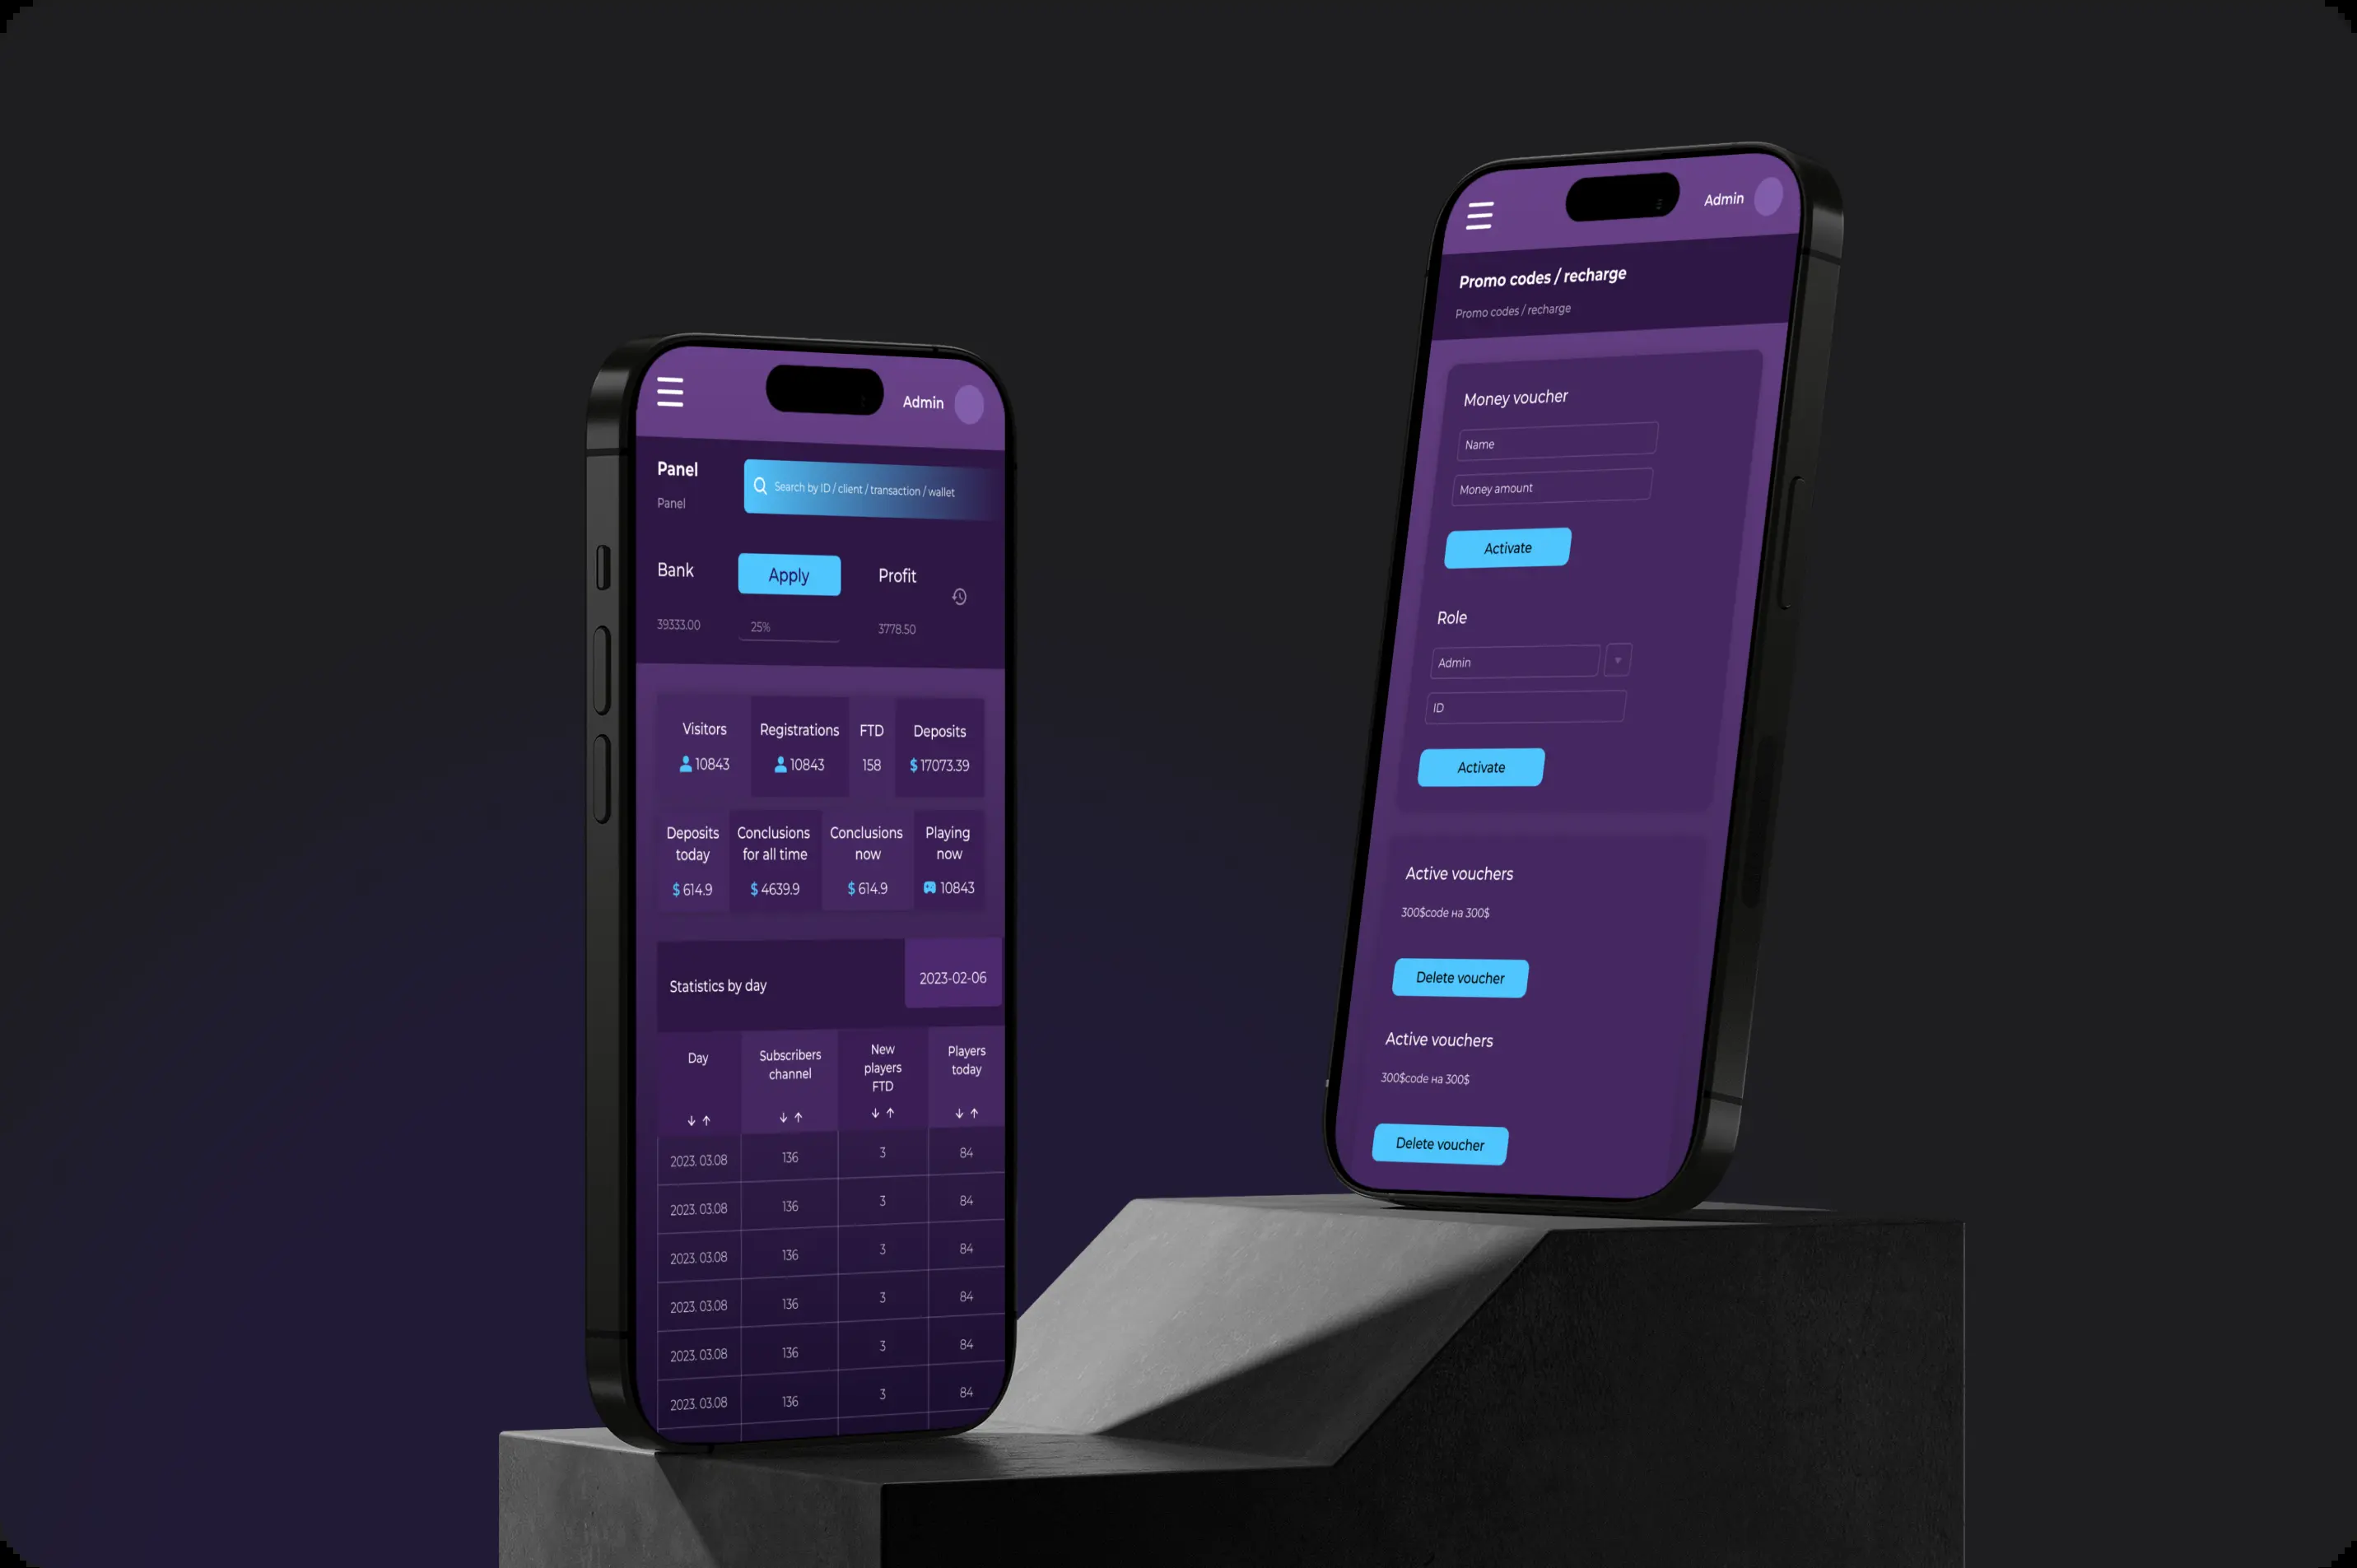 Admin
Panel
Search by ID / client / transaction / wallet
Panel
Bank
Apply
Profit
39333.00
25%
3778.50
Visitors
Registrations
FTD
Deposits
10843
10843
158
$ 17073.39
Deposits
today
Conclusions
for all time
Conclusions
now
Playing
now
$ 614.9
$ 4639.9
$ 614.9
10843
Statistics by day
2023-02-06
Day
Subscribers
channel
New
players
FTD
Players
today
↓ ↑
↓ ↑
↓ ↑
↓ ↑
2023. 03.08 136 3 84
2023. 03.08 136 3 84
2023. 03.08 136 3 84
2023. 03.08 136 3 84
2023. 03.08 136 3 84
2023. 03.08 136 3 84
Admin
Promo codes / recharge
Promo codes / recharge
Money voucher
Name
Money amount
Activate
Role
Admin
ID
Activate
Active vouchers
300$code на 300$
Delete voucher
Active vouchers
300$code на 300$
Delete voucher